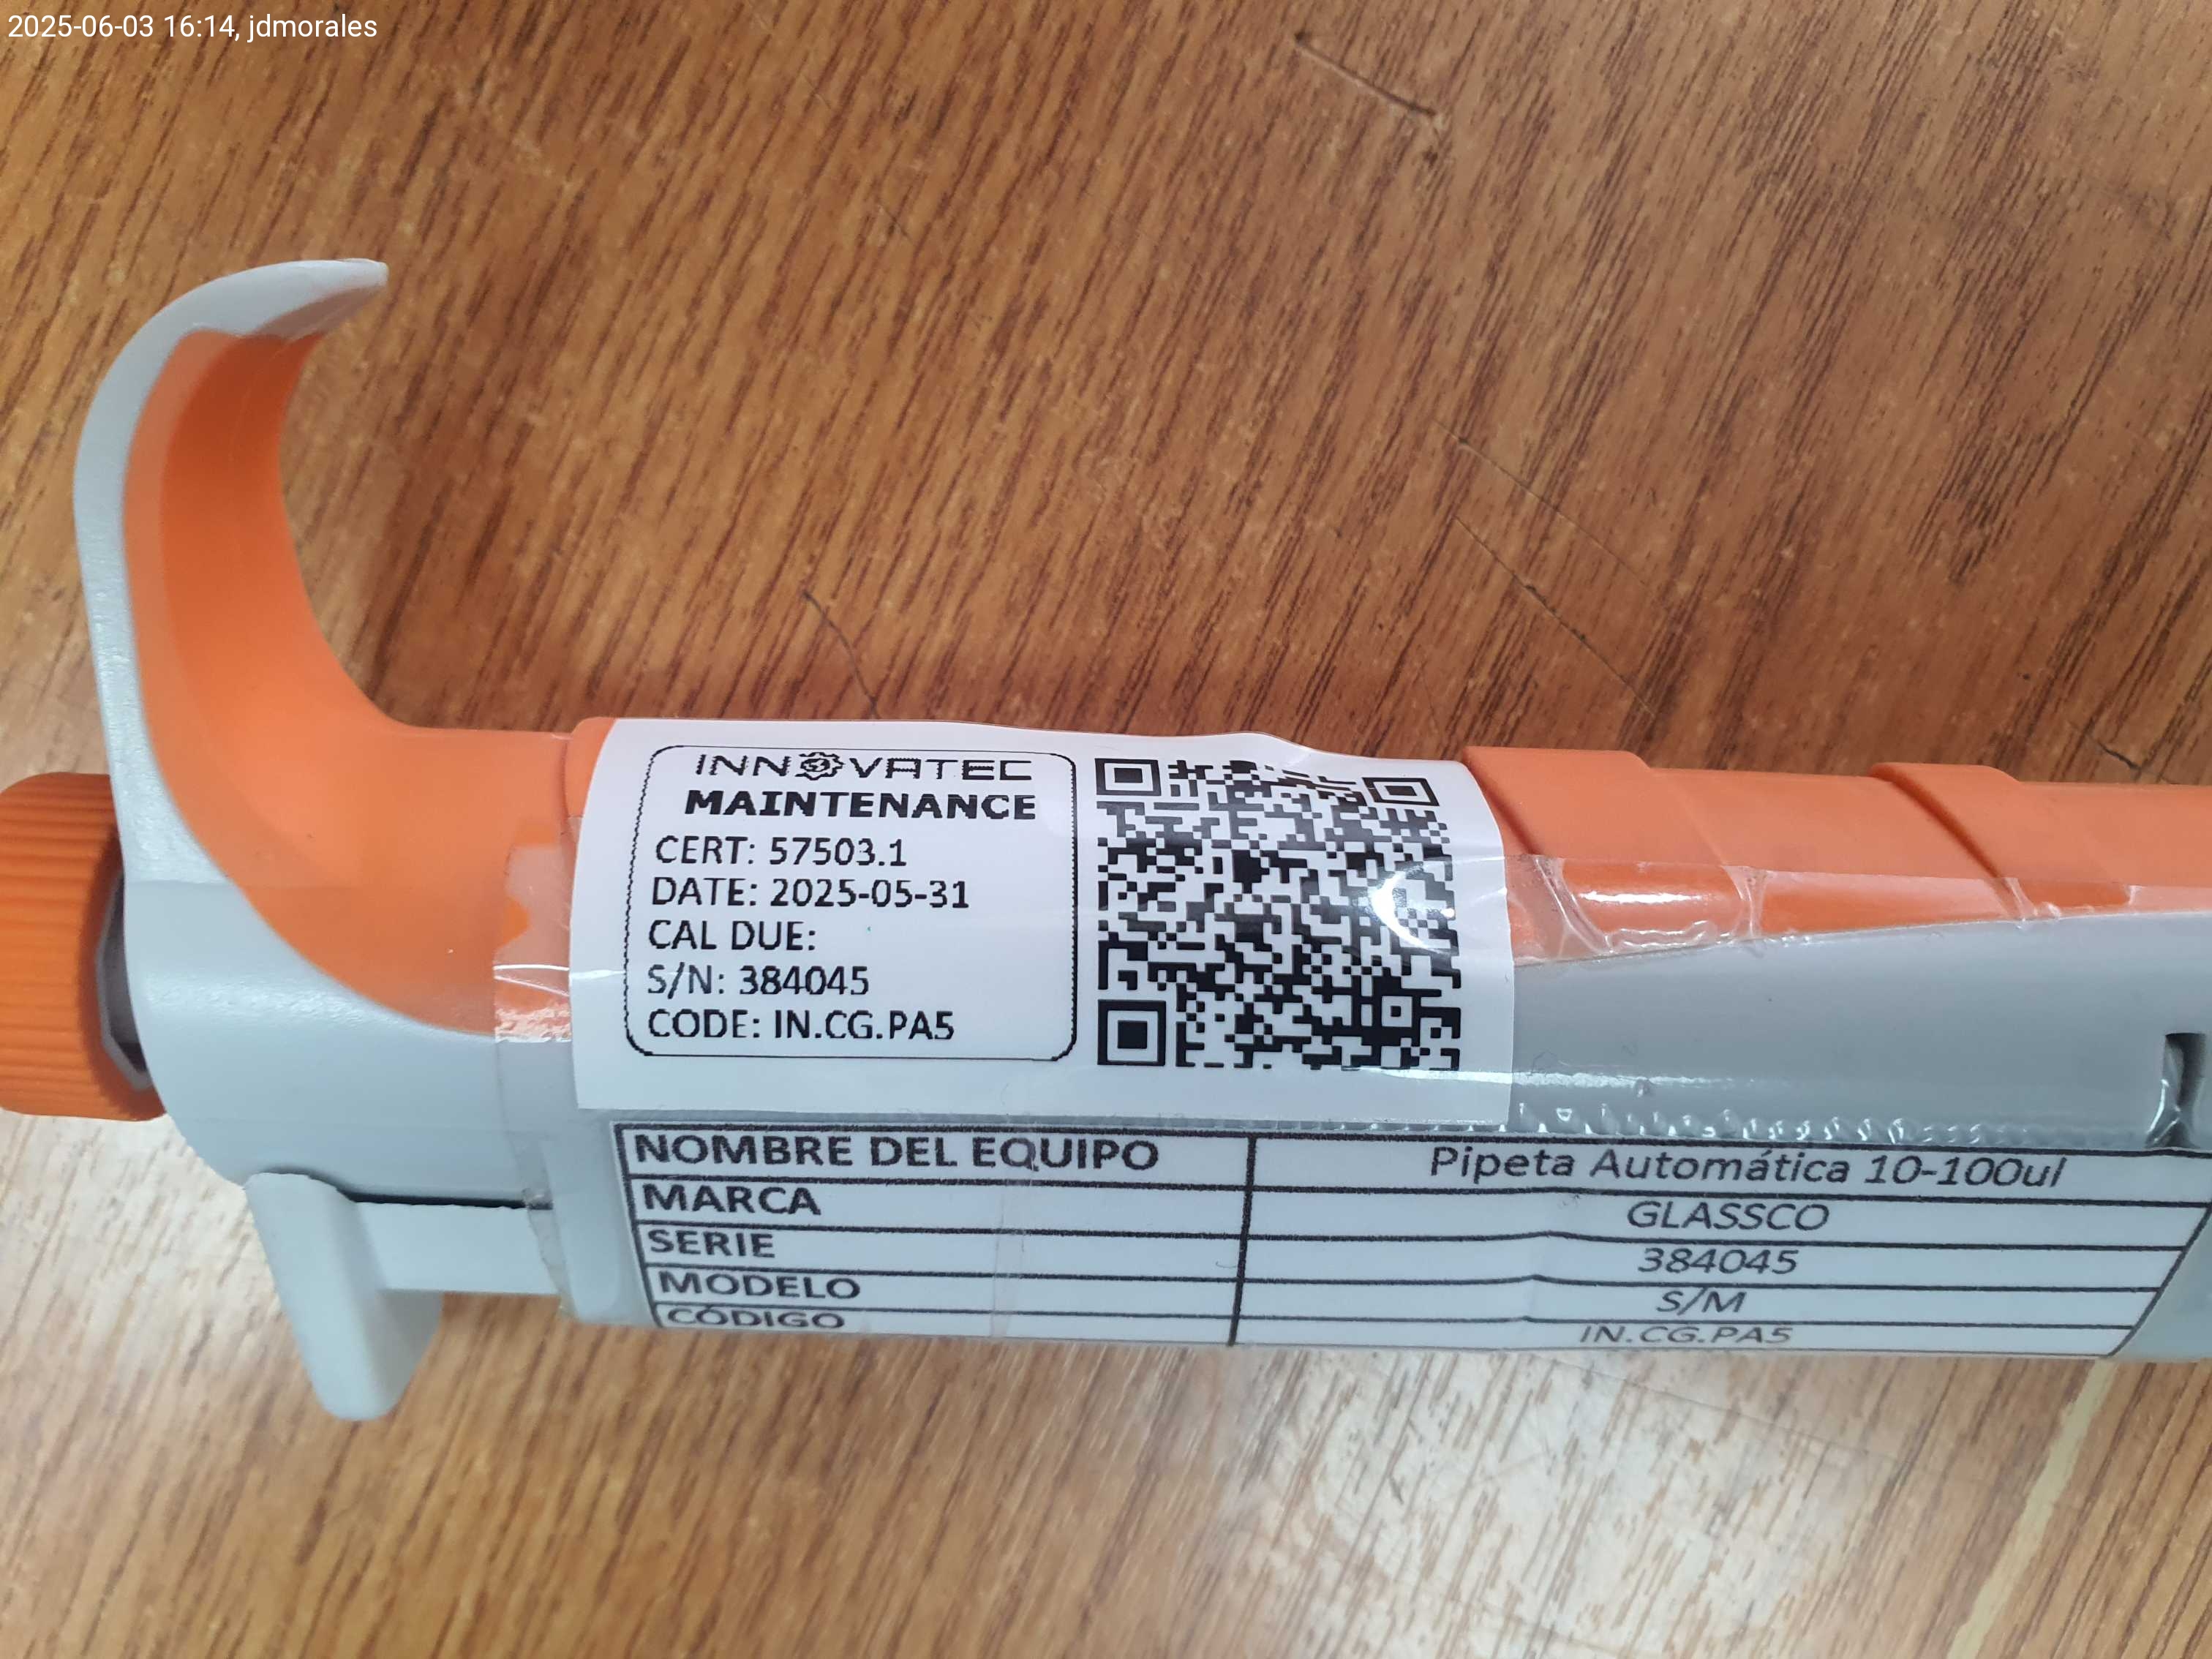 2025-06-03 16:14, jdmorales
INNOVATEC
MAINTENANCE
CERT: 57503.1
DATE: 2025-05-31
CAL DUE:
S/N: 384045
CODE: IN.CG.PA5
NOMBRE DEL EQUIPO Pipeta Automática 10-100ul
MARCA GLASSCO
SERIE 384045
MODELO S/M
CÓDIGO IN.CG.PA5